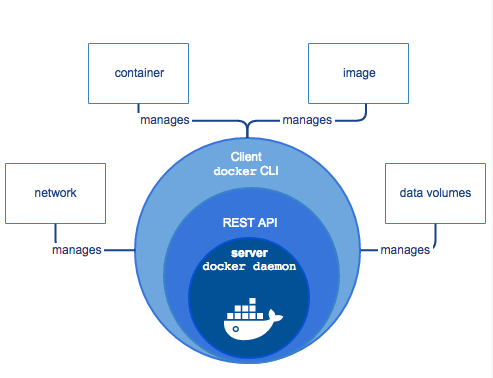 container
image
manages
manages
Client
docker CLI
network
data volumes
REST API
manages
manages
server
docker daemon